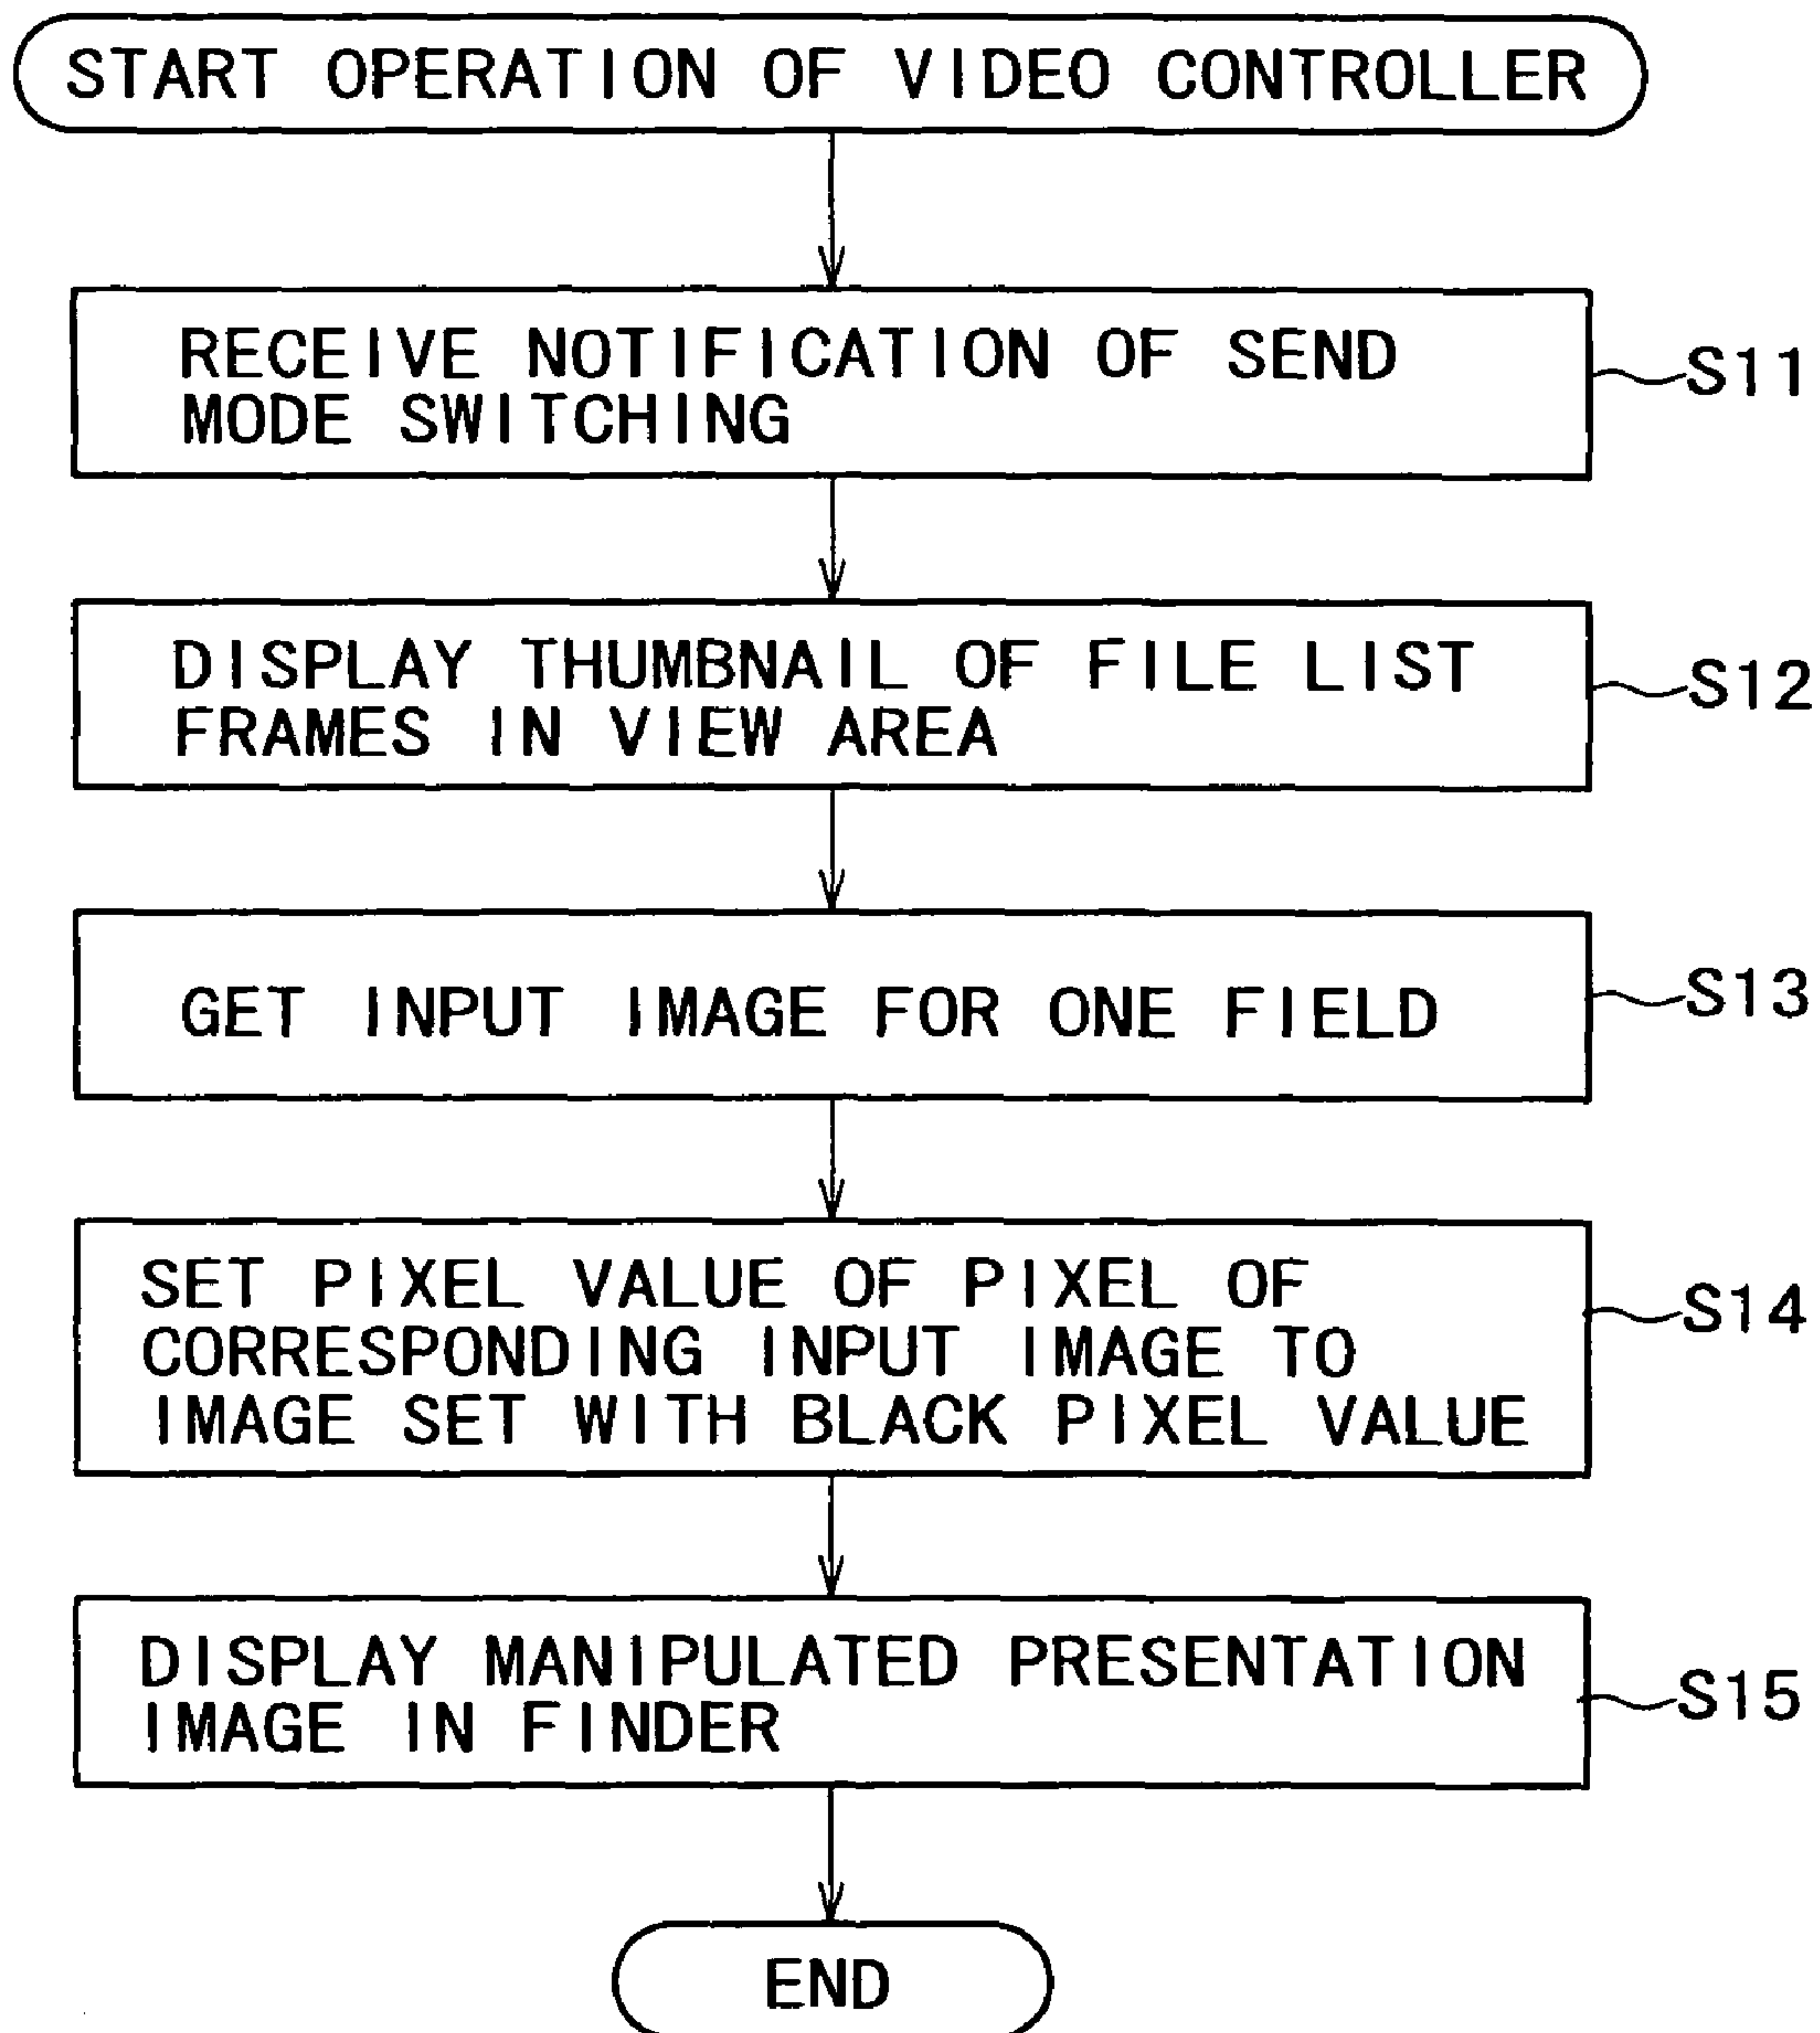 START OPERATION OF VIDEO CONTROLLER
RECEIVE NOTIFICATION OF SEND
MODE SWITCHING
S11
DISPLAY THUMBNAIL OF FILE LIST
FRAMES IN VIEW AREA
S12
GET INPUT IMAGE FOR ONE FIELD
S13
SET PIXEL VALUE OF PIXEL OF
CORRESPONDING INPUT IMAGE TO
IMAGE SET WITH BLACK PIXEL VALUE
S14
DISPLAY MANIPULATED PRESENTATION
IMAGE IN FINDER
S15
END